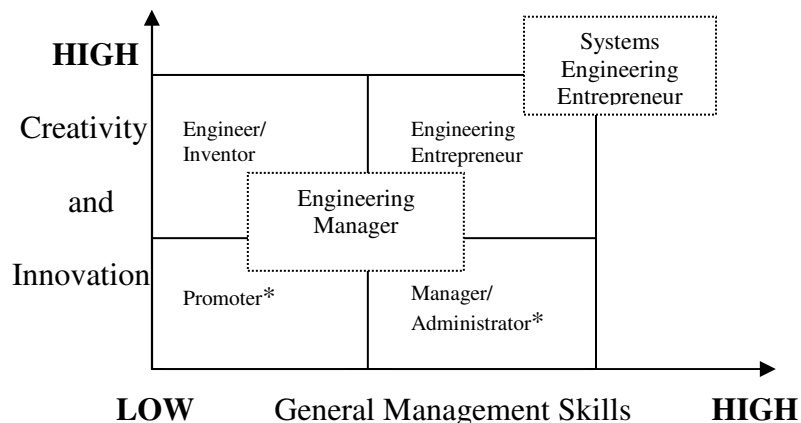 Systems
Engineering
Entrepreneur
HIGH
Creativity
and
Innovation
Engineer/
Inventor
Engineering
Entrepreneur
Engineering
Manager
Promoter*
Manager/
Administrator*
LOW General Management Skills HIGH